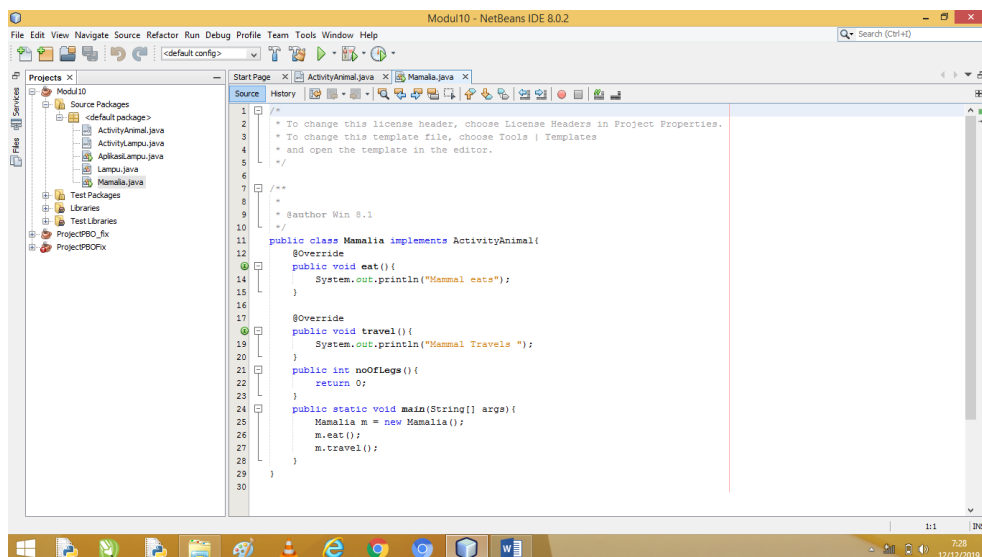 Modul10 - NetBeans IDE 8.0.2
File Edit View Navigate Source Refactor Run Debug Profile Team Tools Window Help
Search (Ctrl+I)
<default config>
Projects
Start Page
ActivityAnimal.java
Mamalia.java
Services
Files
Modul10
Source Packages
<default package>
ActivityAnimal.java
ActivityLampu.java
AplikasiLampu.java
Lampu.java
Mamalia.java
Test Packages
Libraries
Test Libraries
ProjectPBO_fix
ProjectPBOFix
Source History
1 /*
2 * To change this license header, choose License Headers in Project Properties.
3 * To change this template file, choose Tools | Templates
4 * and open the template in the editor.
5 */
6
7 /**
8 *
9 * @author Win 8.1
10 */
11 public class Mamalia implements ActivityAnimal{
12 @Override
public void eat(){
14 System.out.println("Mammal eats");
15 }
16
17 @Override
public void travel(){
19 System.out.println("Mammal Travels ");
20 }
21 public int noOfLegs(){
22 return 0;
23 }
24 public static void main(String[] args){
25 Mamalia m = new Mamalia();
26 m.eat();
27 m.travel();
28 }
29 }
30
1:1 INS
7:28
12/12/2019